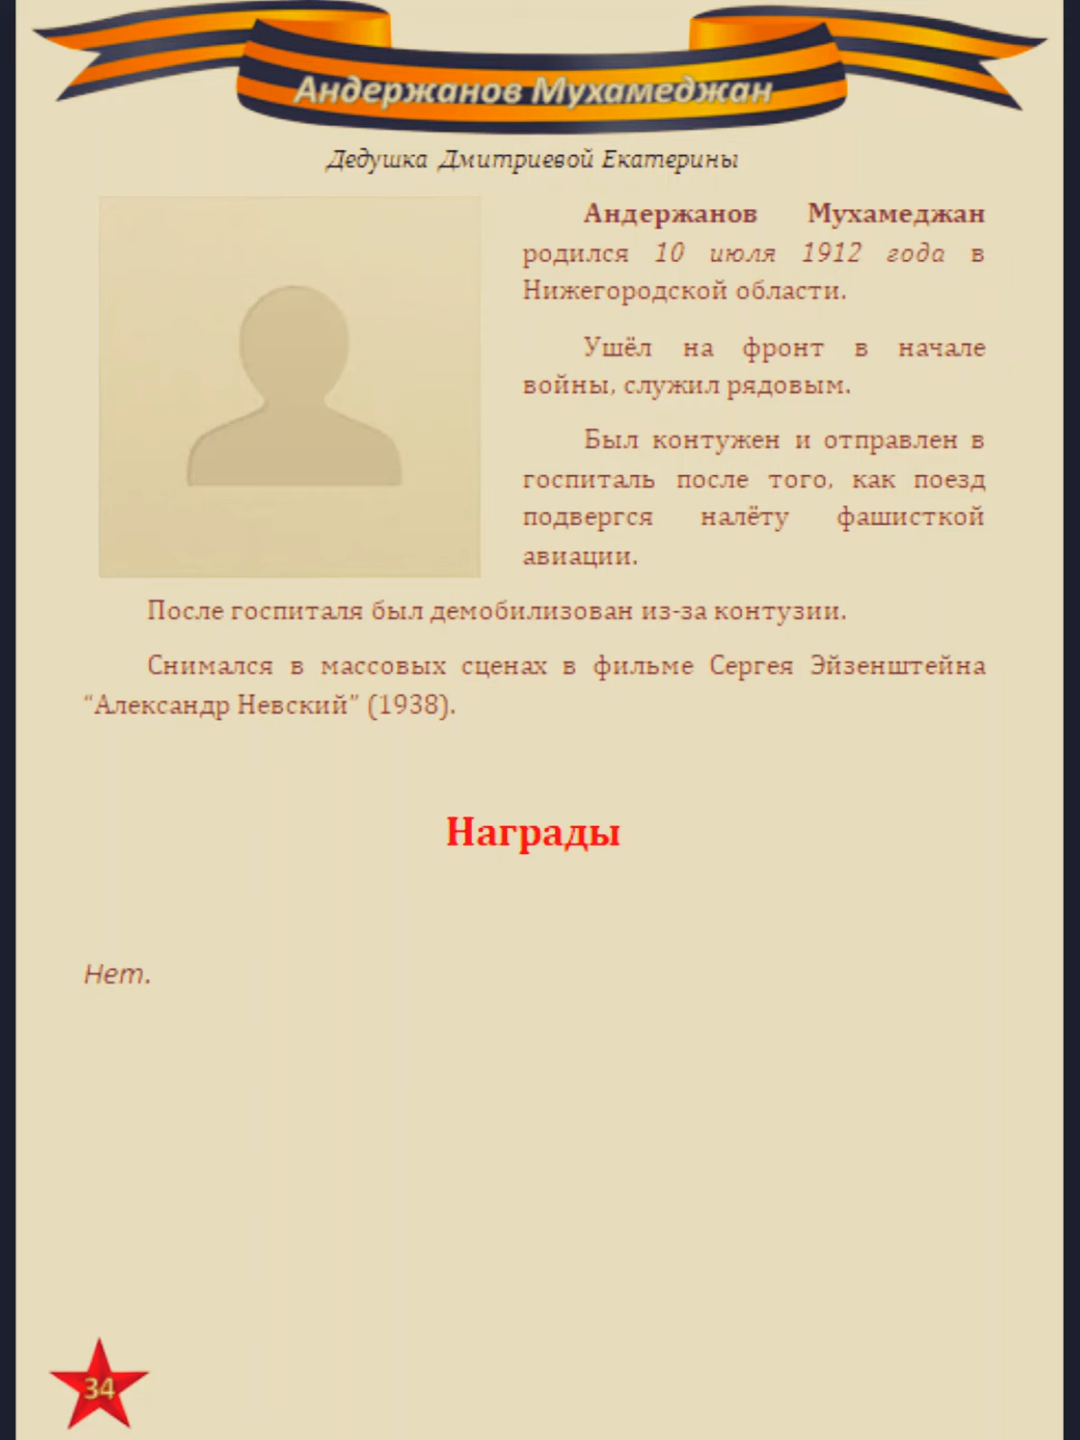 Андержанов Мухамеджан
Дедушка Дмитриевой Екатерины
Андержанов Мухамеджан
родился 10 июля 1912 года в
Нижегородской области.
Ушёл на фронт в начале
войны, служил рядовым.
Был контужен и отправлен в
госпиталь после того, как поезд
подвергся налёту фашисткой
авиации.
После госпиталя был демобилизован из-за контузии.
Снимался в массовых сценах в фильме Сергея Эйзенштейна
“Александр Невский” (1938).
Награды
Нет.
34